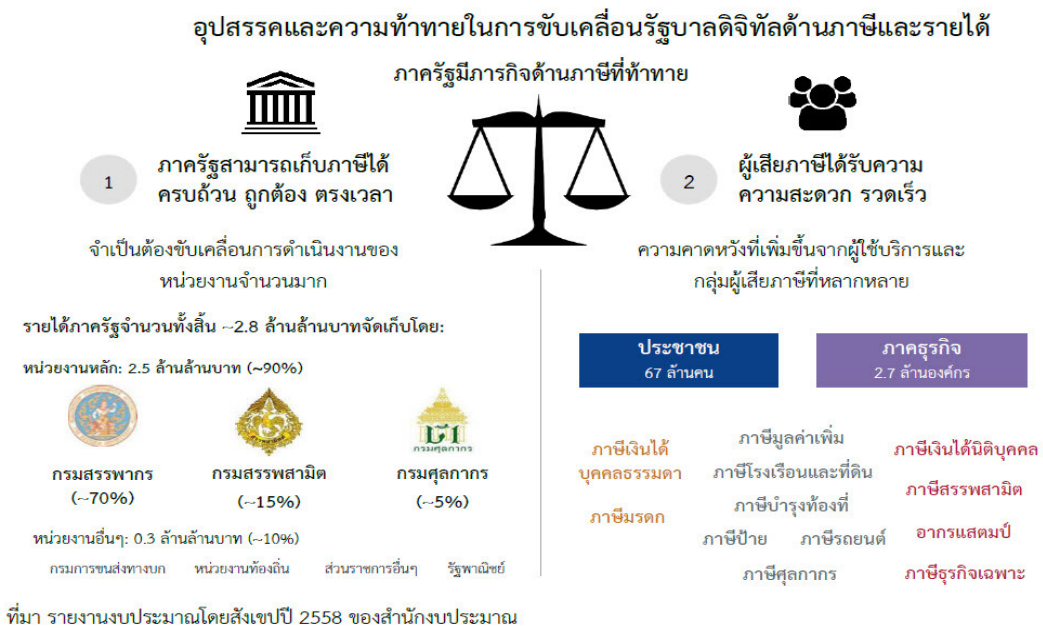 อุปสรรคและความท้าทายในการขับเคลื่อนรัฐบาลดิจิทัลด้านภาษีและรายได้
ภาครัฐมีภารกิจด้านภาษีที่ท้าทาย
1
ภาครัฐสามารถเก็บภาษีได้
ครบถ้วน ถูกต้อง ตรงเวลา
จำเป็นต้องขับเคลื่อนการดำเนินงานของ
หน่วยงานจำนวนมาก
รายได้ภาครัฐจำนวนทั้งสิ้น ~2.8 ล้านล้านบาทจัดเก็บโดย:
หน่วยงานหลัก: 2.5 ล้านล้านบาท (~90%)
กรมศุลกากร
กรมสรรพากร
(~70%)
กรมสรรพสามิต
(~15%)
กรมศุลกากร
(~5%)
หน่วยงานอื่นๆ: 0.3 ล้านล้านบาท (~10%)
กรมการขนส่งทางบก หน่วยงานท้องถิ่น ส่วนราชการอื่นๆ รัฐพาณิชย์
2
ผู้เสียภาษีได้รับความ
ความสะดวก รวดเร็ว
ความคาดหวังที่เพิ่มขึ้นจากผู้ใช้บริการและ
กลุ่มผู้เสียภาษีที่หลากหลาย
ประชาชน
67 ล้านคน
ภาคธุรกิจ
2.7 ล้านองค์กร
ภาษีเงินได้
บุคคลธรรมดา
ภาษีมรดก
ภาษีมูลค่าเพิ่ม
ภาษีโรงเรือนและที่ดิน
ภาษีบำรุงท้องที่
ภาษีป้าย ภาษีรถยนต์
ภาษีศุลกากร
ภาษีเงินได้นิติบุคคล
ภาษีสรรพสามิต
อากรแสตมป์
ภาษีธุรกิจเฉพาะ
ที่มา รายงานงบประมาณโดยสังเขปปี 2558 ของสำนักงบประมาณ